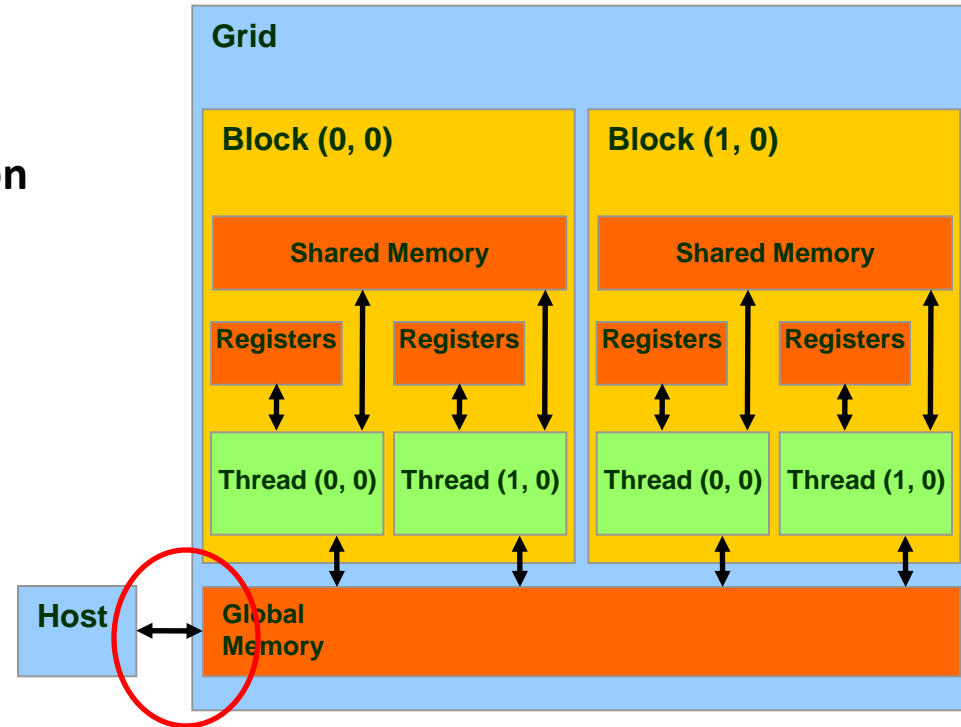 Grid
on
Block (0, 0)
Block (1, 0)
Shared Memory
Shared Memory
Registers
Registers
Registers
Registers
Thread (0, 0)
Thread (1, 0)
Thread (0, 0)
Thread (1, 0)
Host
Global
Memory